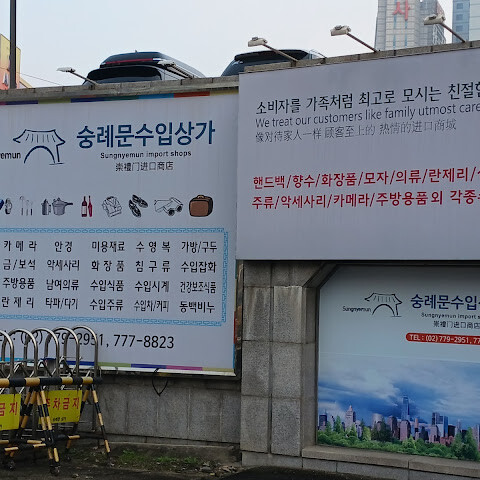 숭례문수입상가
Sungnyemun import shops
崇禮门进口商店
카메라 안경 미용재료 수영복 가방/구두
금/보석 악세사리 화장품 침구류 수입잡화
주방용품 남여의류 수입식품 수입시계 건강보조식품
란제리 타파/다기 수입주류 수입차/커피 동백비누
2951, 777-8823
소비자를 가족처럼 최고로 모시는
We treat our customers like family utmost care
像对待家人一样 顾客至上的 热情的进口商城
핸드백/향수/화장품/모자/의류/란제리/
주류/악세사리/카메라/주방용품외 각종
Sungnyemun
숭례문수입
Sungnyemun import
崇禮门进口商店
TEL : (02) 779-2951, 77
주차금지